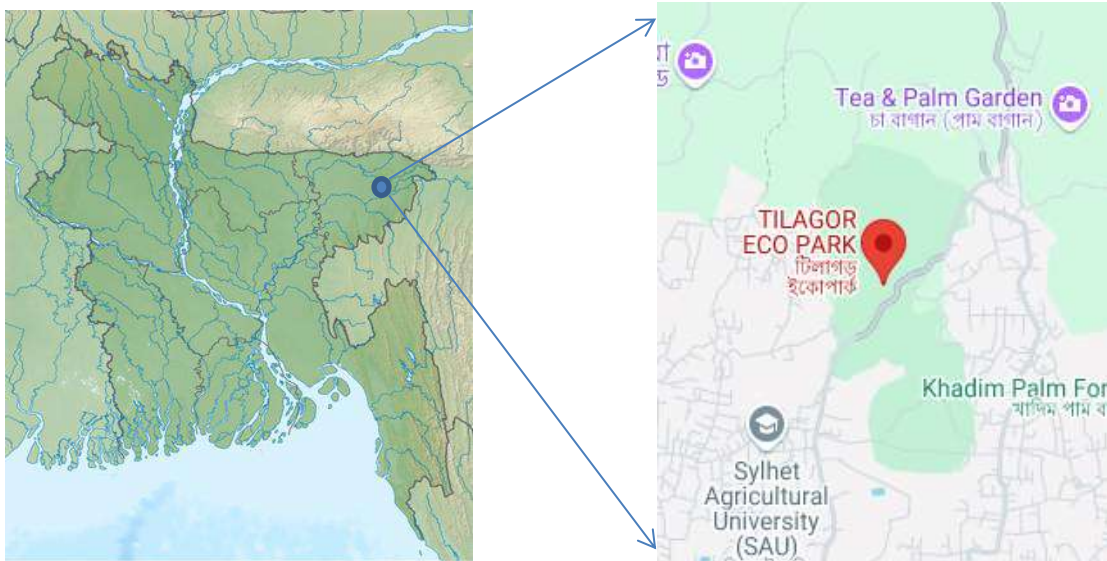 Tea & Palm Garden
চা বাগান (পাম বাগান)
TILAGOR
ECO PARK
টিলাগড়
ইকোপার্ক
Khadim Palm For
খাদিম পাম ব
Sylhet
Agricultural
University
(SAU)